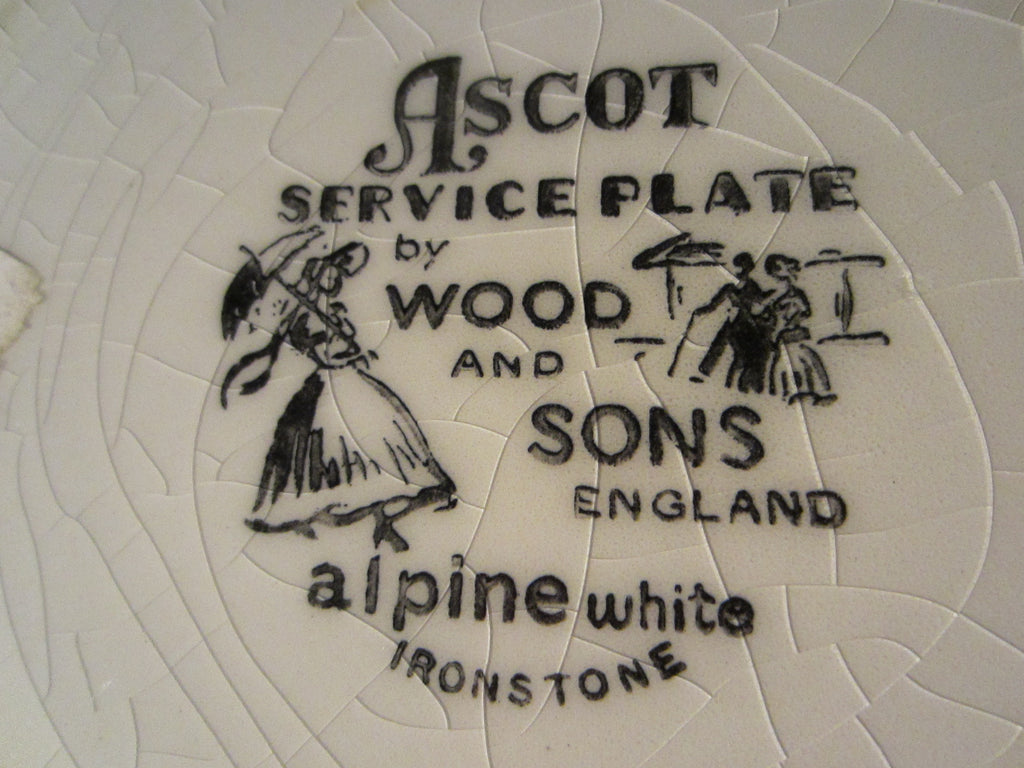 ASCOT
SERVICE PLATE
by
WOOD
AND
SONS
ENGLAND
alpine white
IRONSTONE